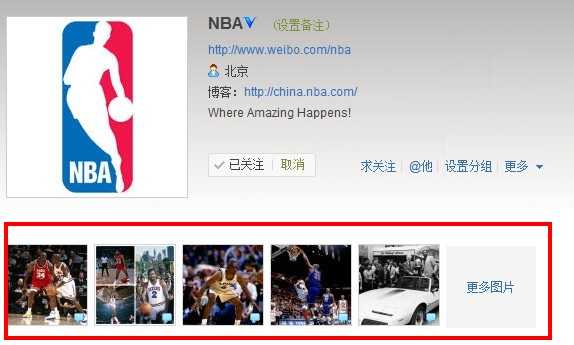 NBA (设置备注)
http://www.weibo.com/nba
北京
博客：http://china.nba.com/
Where Amazing Happens!
已关注 取消 求关注 @他 设置分组 更多
NBA
更多图片